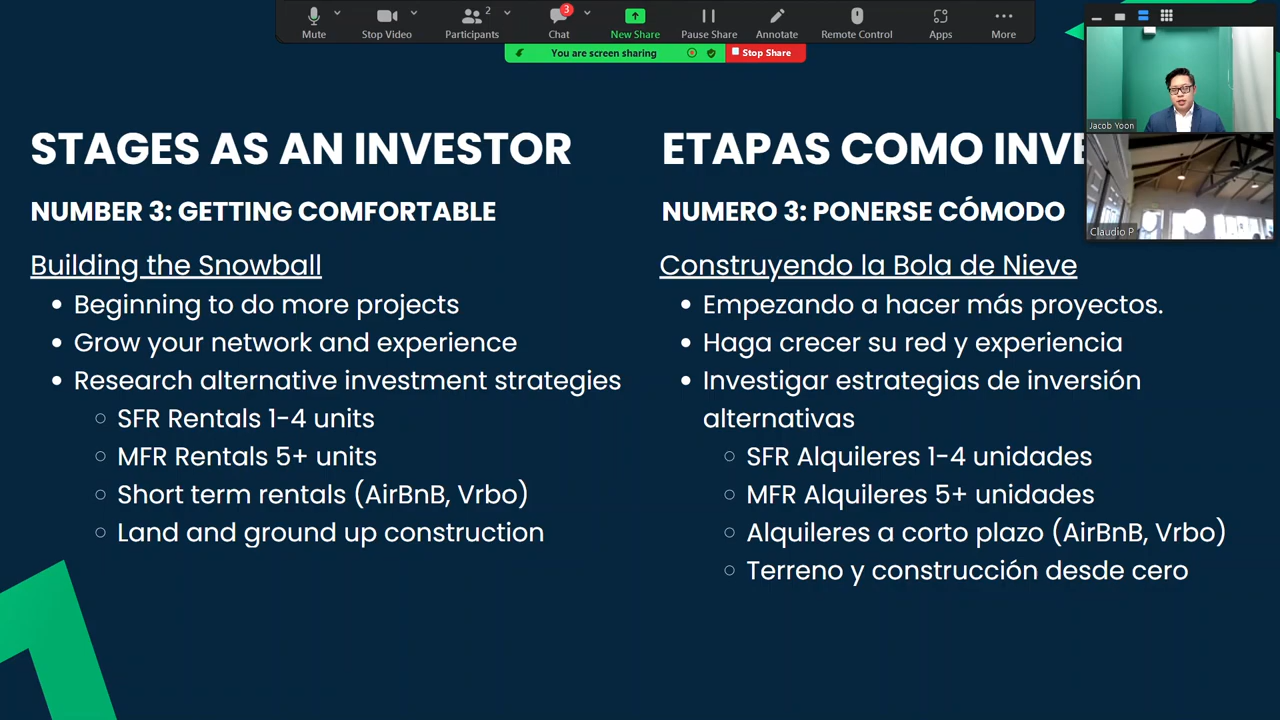 Mute
Stop Video
Participants
2
Chat
3
New Share
Pause Share
Annotate
Remote Control
Apps
More
You are screen sharing
Stop Share
Jacob Yoon
Claudio P
STAGES AS AN INVESTOR
NUMBER 3: GETTING COMFORTABLE
Building the Snowball
Beginning to do more projects
Grow your network and experience
Research alternative investment strategies
SFR Rentals 1-4 units
MFR Rentals 5+ units
Short term rentals (AirBnB, Vrbo)
Land and ground up construction
ETAPAS COMO INVE
NUMERO 3: PONERSE CÓMODO
Construyendo la Bola de Nieve
Empezando a hacer más proyectos.
Haga crecer su red y experiencia
Investigar estrategias de inversión
alternativas
SFR Alquileres 1-4 unidades
MFR Alquileres 5+ unidades
Alquileres a corto plazo (AirBnB, Vrbo)
Terreno y construcción desde cero